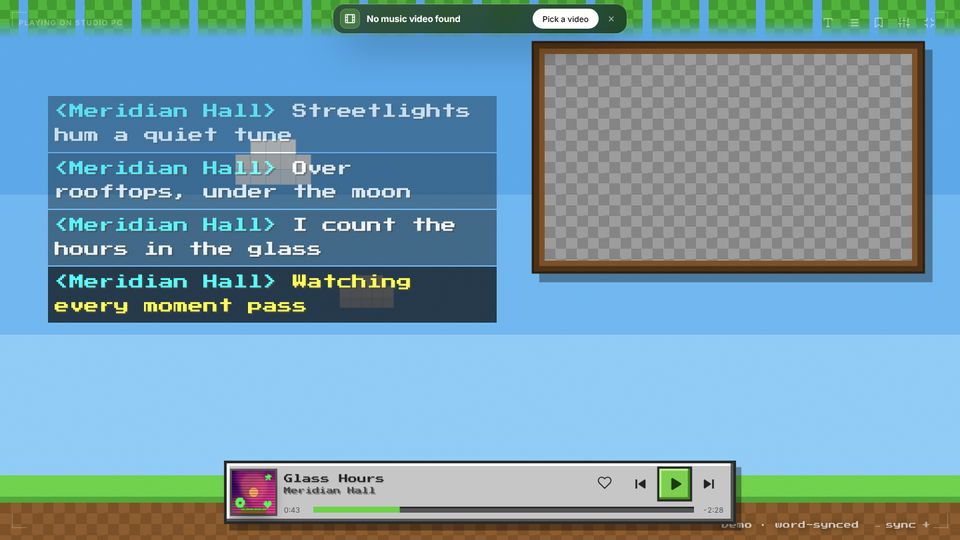 PLAYING ON STUDIO PC
No music video found
Pick a video
<Meridian Hall> Streetlights
hum a quiet tune
<Meridian Hall> Over
rooftops, under the moon
<Meridian Hall> I count the
hours in the glass
<Meridian Hall> Watching
every moment pass
Glass Hours
Meridian Hall
0:43
-2:28
Demo · word-synced
sync +